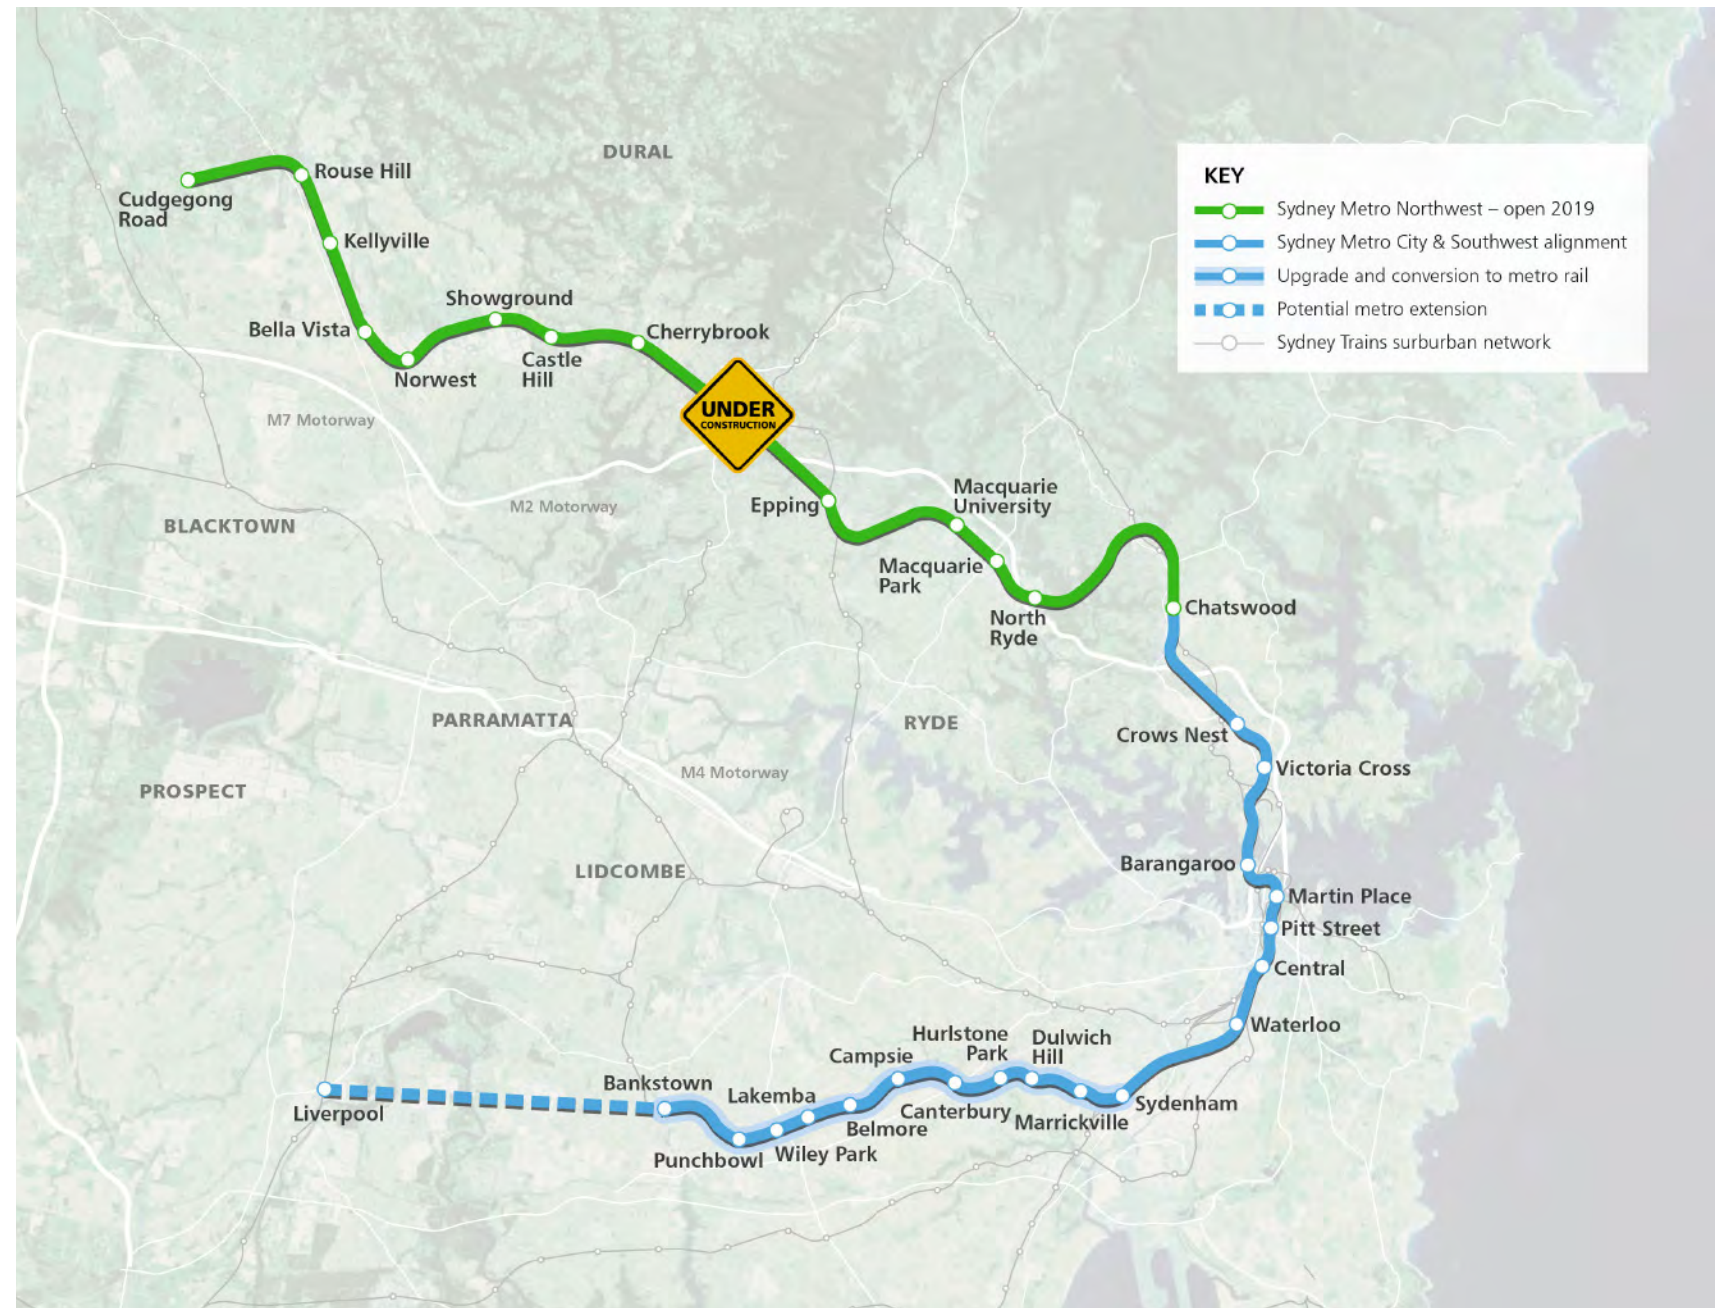 DURAL
KEY
Sydney Metro Northwest – open 2019
Sydney Metro City & Southwest alignment
Upgrade and conversion to metro rail
Potential metro extension
Sydney Trains surburban network
Cudgegong
Road
Rouse Hill
Kellyville
Bella Vista
Norwest
Showground
Castle
Hill
Cherrybrook
UNDER
CONSTRUCTION
M7 Motorway
M2 Motorway
BLACKTOWN
Epping
Macquarie
University
Macquarie
Park
North
Ryde
Chatswood
PARRAMATTA
RYDE
Crows Nest
Victoria Cross
M4 Motorway
PROSPECT
LIDCOMBE
Barangaroo
Martin Place
Pitt Street
Central
Waterloo
Sydenham
Marrickville
Dulwich
Hill
Hurlstone
Park
Canterbury
Campsie
Belmore
Lakemba
Wiley Park
Punchbowl
Bankstown
Liverpool